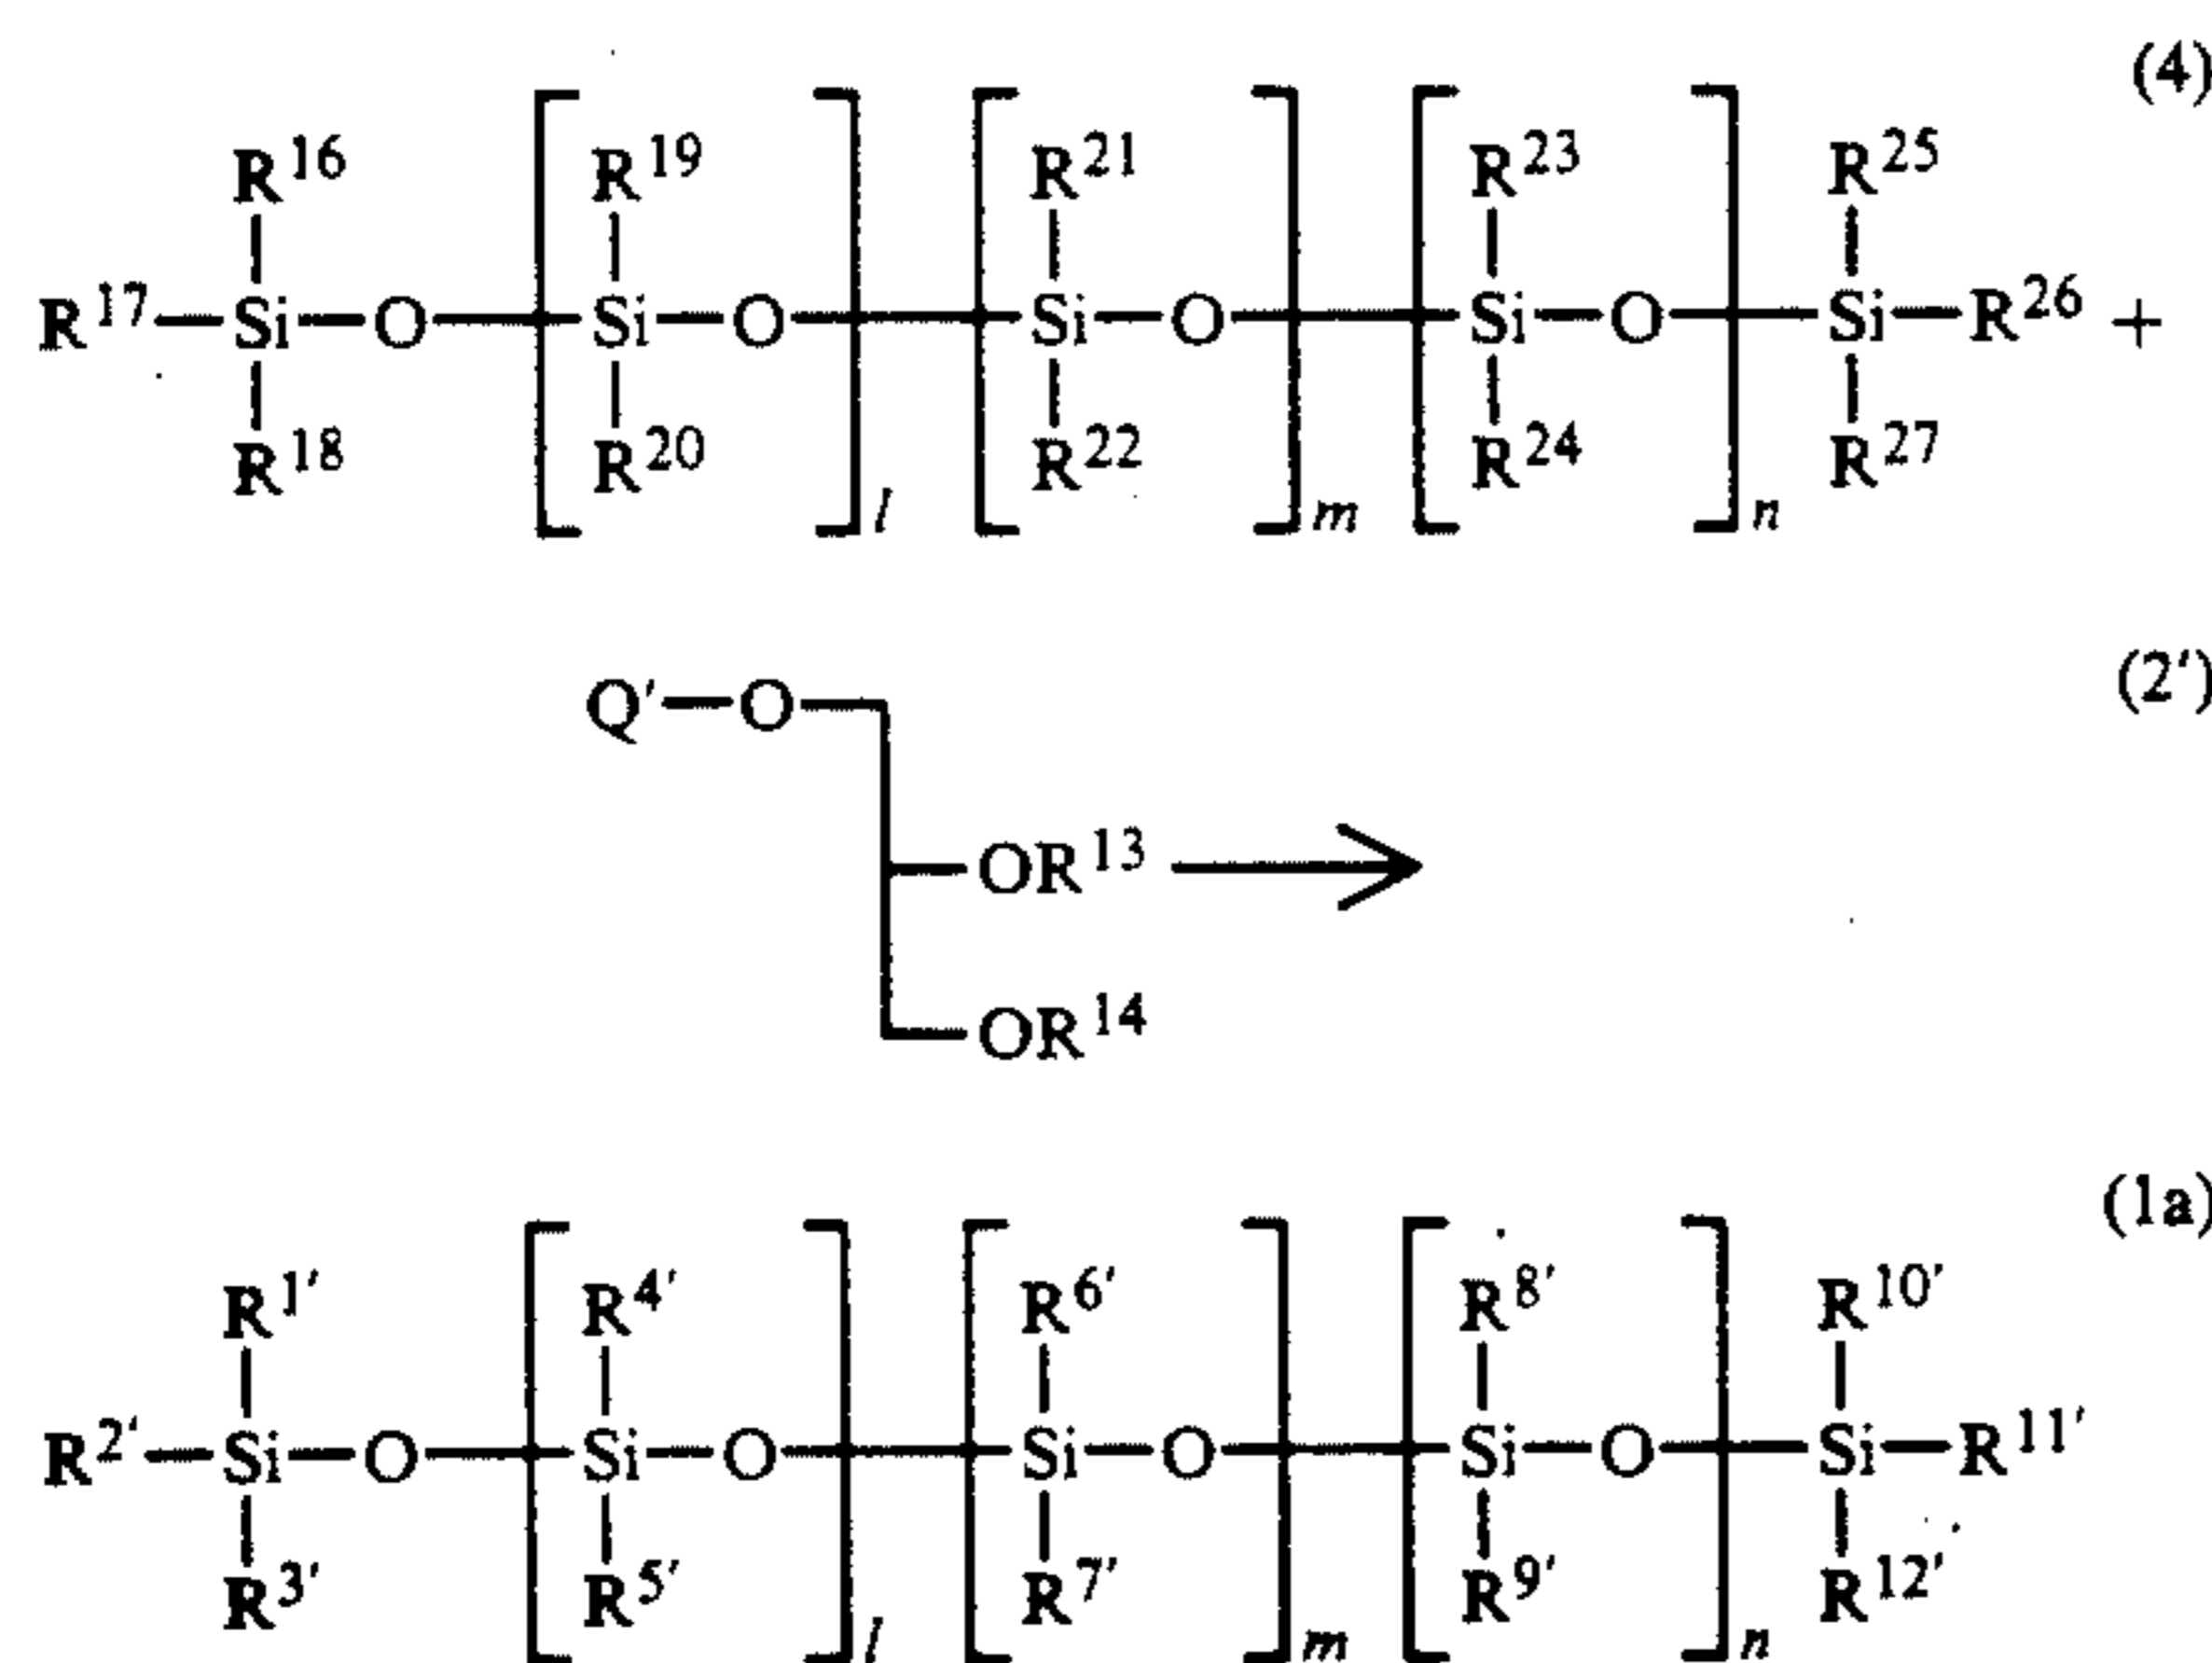 (4)
R16 R19 R21 R23 R25
R17—Si—O—[Si—O]—[Si—O]—[Si—O]—Si—R26 +
R18 R20 l R22 m R24 n R27
(2')
Q'—O
OR13 →
OR14
(1a)
R1' R4' R6' R8' R10'
R2'—Si—O—[Si—O]—[Si—O]—[Si—O]—Si—R11'
R3' R5' l R7' m R9' n R12'